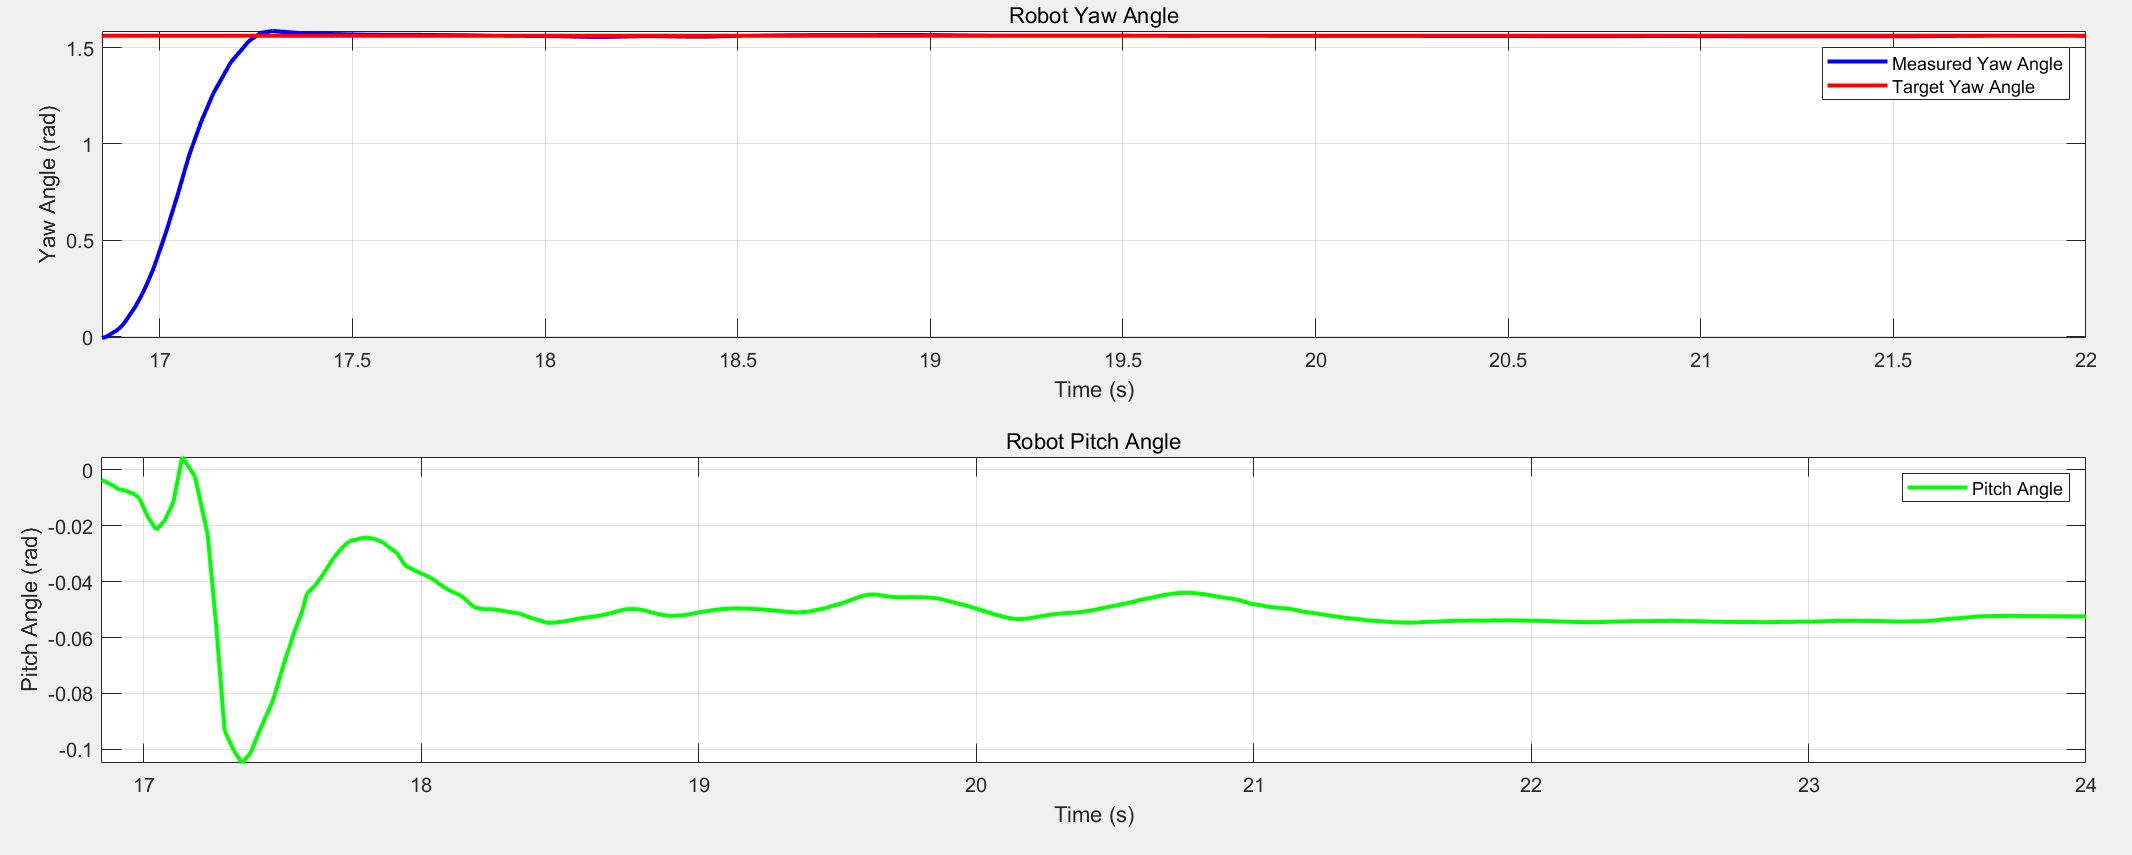 Robot Yaw Angle
1.5
1
0.5
0
Yaw Angle (rad)
Measured Yaw Angle
Target Yaw Angle
17 17.5 18 18.5 19 19.5 20 20.5 21 21.5 22
Time (s)
Robot Pitch Angle
0
-0.02
-0.04
-0.06
-0.08
-0.1
Pitch Angle (rad)
Pitch Angle
17 18 19 20 21 22 23 24
Time (s)